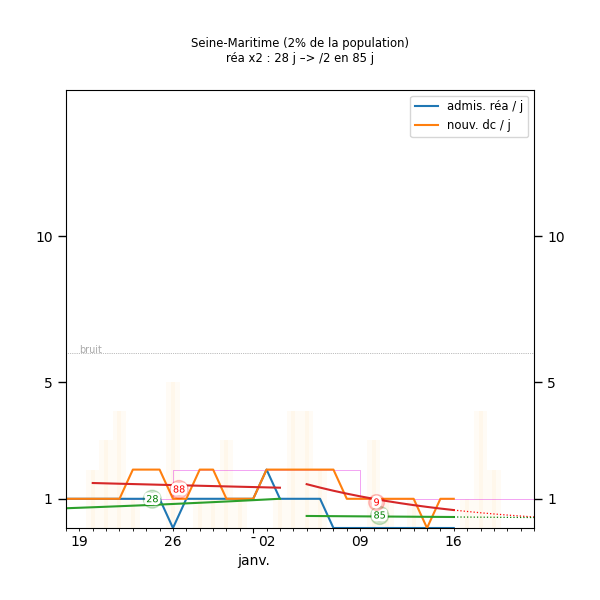 Seine-Maritime (2% de la population)
réa x2 : 28 j –> /2 en 85 j
admis. réa / j
nouv. dc / j
10 10
bruit
5 5
88
28
9
85
1 1
19 26 - 02 09 16
janv.